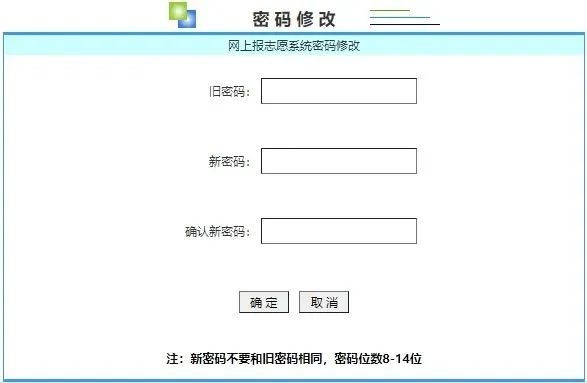 密码修改
网上报志愿系统密码修改
旧密码：
新密码：
确认新密码：
确 定 取 消
注：新密码不要和旧密码相同，密码位数8-14位